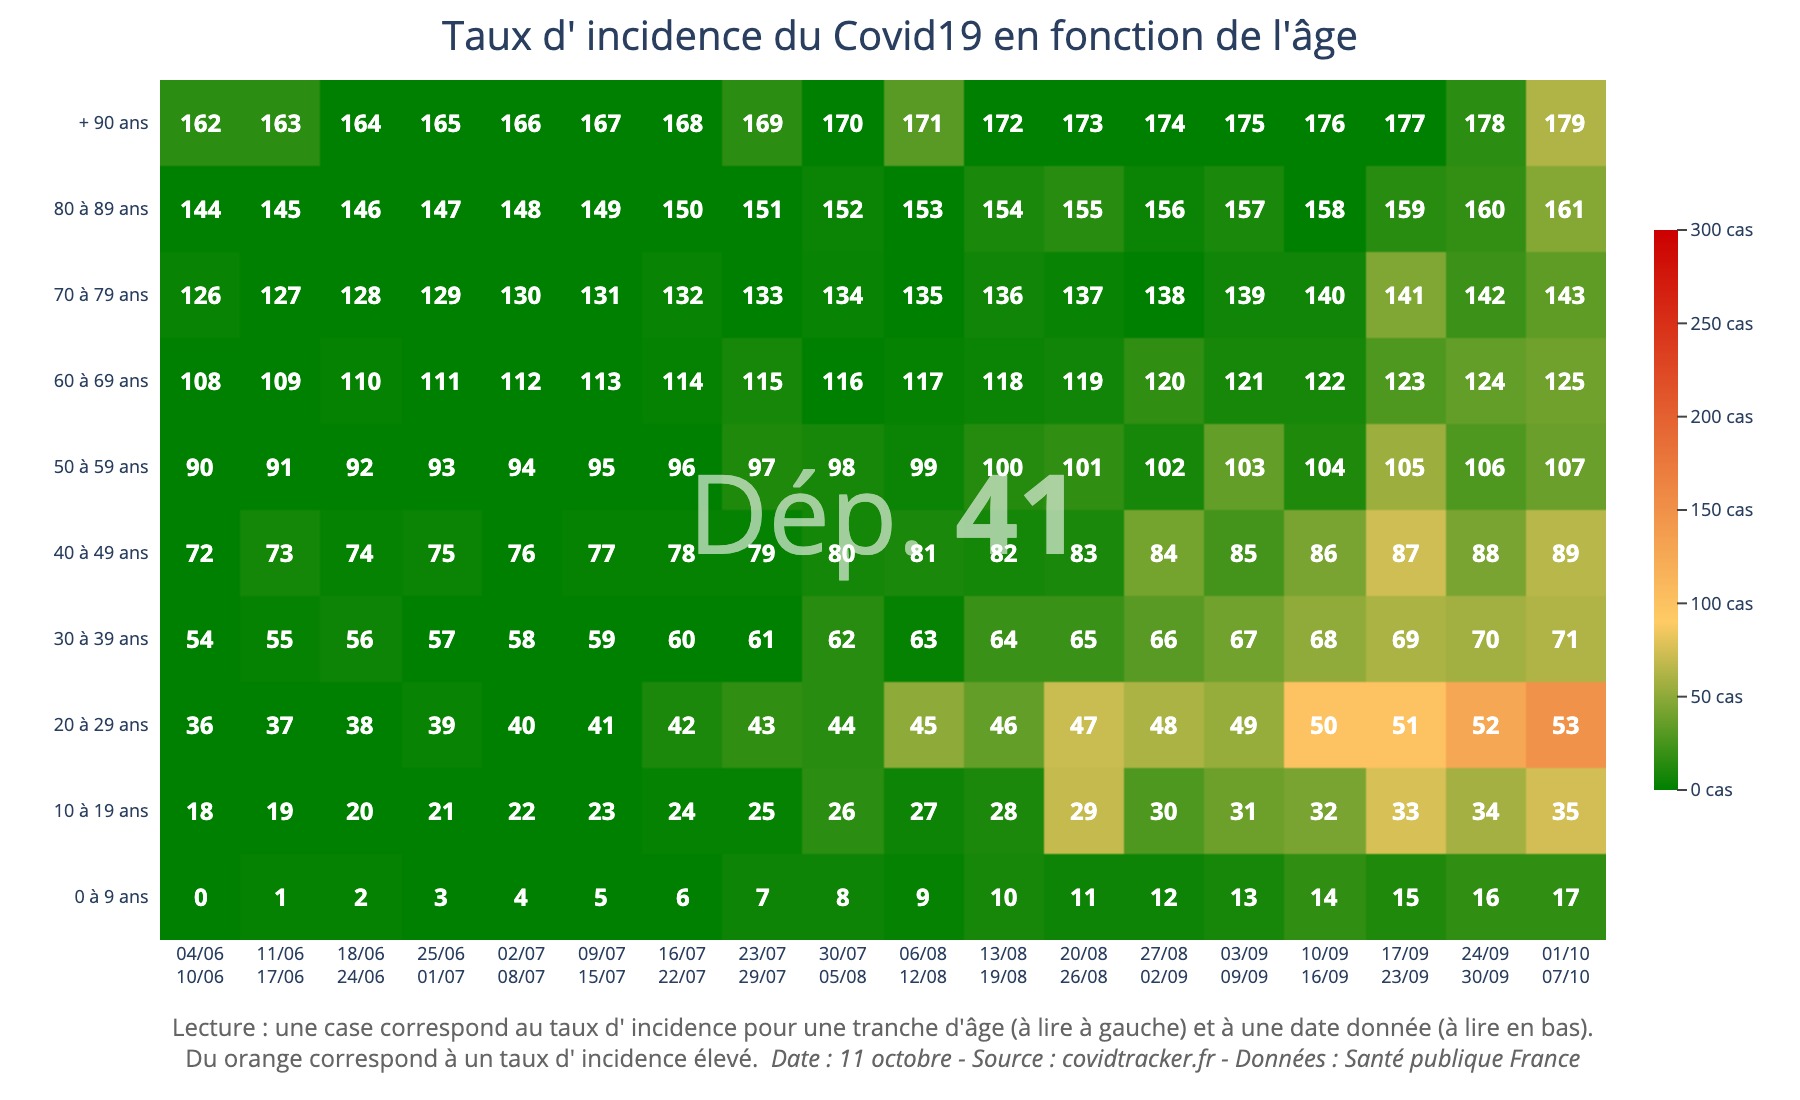 Taux d' incidence du Covid19 en fonction de l'âge
+ 90 ans 162 163 164 165 166 167 168 169 170 171 172 173 174 175 176 177 178 179
80 à 89 ans 144 145 146 147 148 149 150 151 152 153 154 155 156 157 158 159 160 161
70 à 79 ans 126 127 128 129 130 131 132 133 134 135 136 137 138 139 140 141 142 143
60 à 69 ans 108 109 110 111 112 113 114 115 116 117 118 119 120 121 122 123 124 125
50 à 59 ans 90 91 92 93 94 95 96 97 98 99 100 101 102 103 104 105 106 107
Dép. 41
40 à 49 ans 72 73 74 75 76 77 78 79 80 81 82 83 84 85 86 87 88 89
30 à 39 ans 54 55 56 57 58 59 60 61 62 63 64 65 66 67 68 69 70 71
20 à 29 ans 36 37 38 39 40 41 42 43 44 45 46 47 48 49 50 51 52 53
10 à 19 ans 18 19 20 21 22 23 24 25 26 27 28 29 30 31 32 33 34 35
0 à 9 ans 0 1 2 3 4 5 6 7 8 9 10 11 12 13 14 15 16 17
04/06 11/06 18/06 25/06 02/07 09/07 16/07 23/07 30/07 06/08 13/08 20/08 27/08 03/09 10/09 17/09 24/09 01/10
10/06 17/06 24/06 01/07 08/07 15/07 22/07 29/07 05/08 12/08 19/08 26/08 02/09 09/09 16/09 23/09 30/09 07/10
300 cas
250 cas
200 cas
150 cas
100 cas
50 cas
0 cas
Lecture : une case correspond au taux d' incidence pour une tranche d'âge (à lire à gauche) et à une date donnée (à lire en bas).
Du orange correspond à un taux d' incidence élevé. Date : 11 octobre - Source : covidtracker.fr - Données : Santé publique France